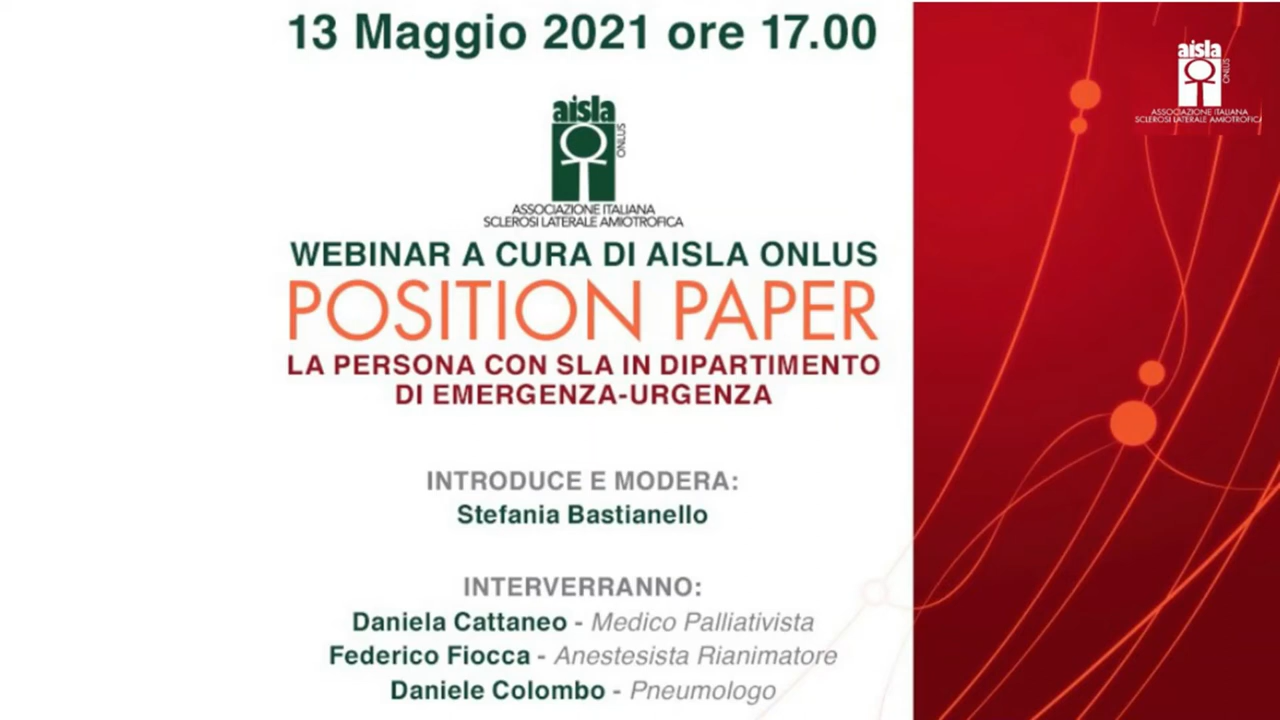 13 Maggio 2021 ore 17.00
aisla
ONLUS
ASSOCIAZIONE ITALIANA
SCLEROSI LATERALE AMIOTROFICA
WEBINAR A CURA DI AISLA ONLUS
POSITION PAPER
LA PERSONA CON SLA IN DIPARTIMENTO
DI EMERGENZA-URGENZA
INTRODUCE E MODERA:
Stefania Bastianello
INTERVERRANNO:
Daniela Cattaneo - Medico Palliativista
Federico Fiocca - Anestesista Rianimatore
Daniele Colombo - Pneumologo
aisla
ONLUS
ASSOCIAZIONE ITALIANA
SCLEROSI LATERALE AMIOTROFICA